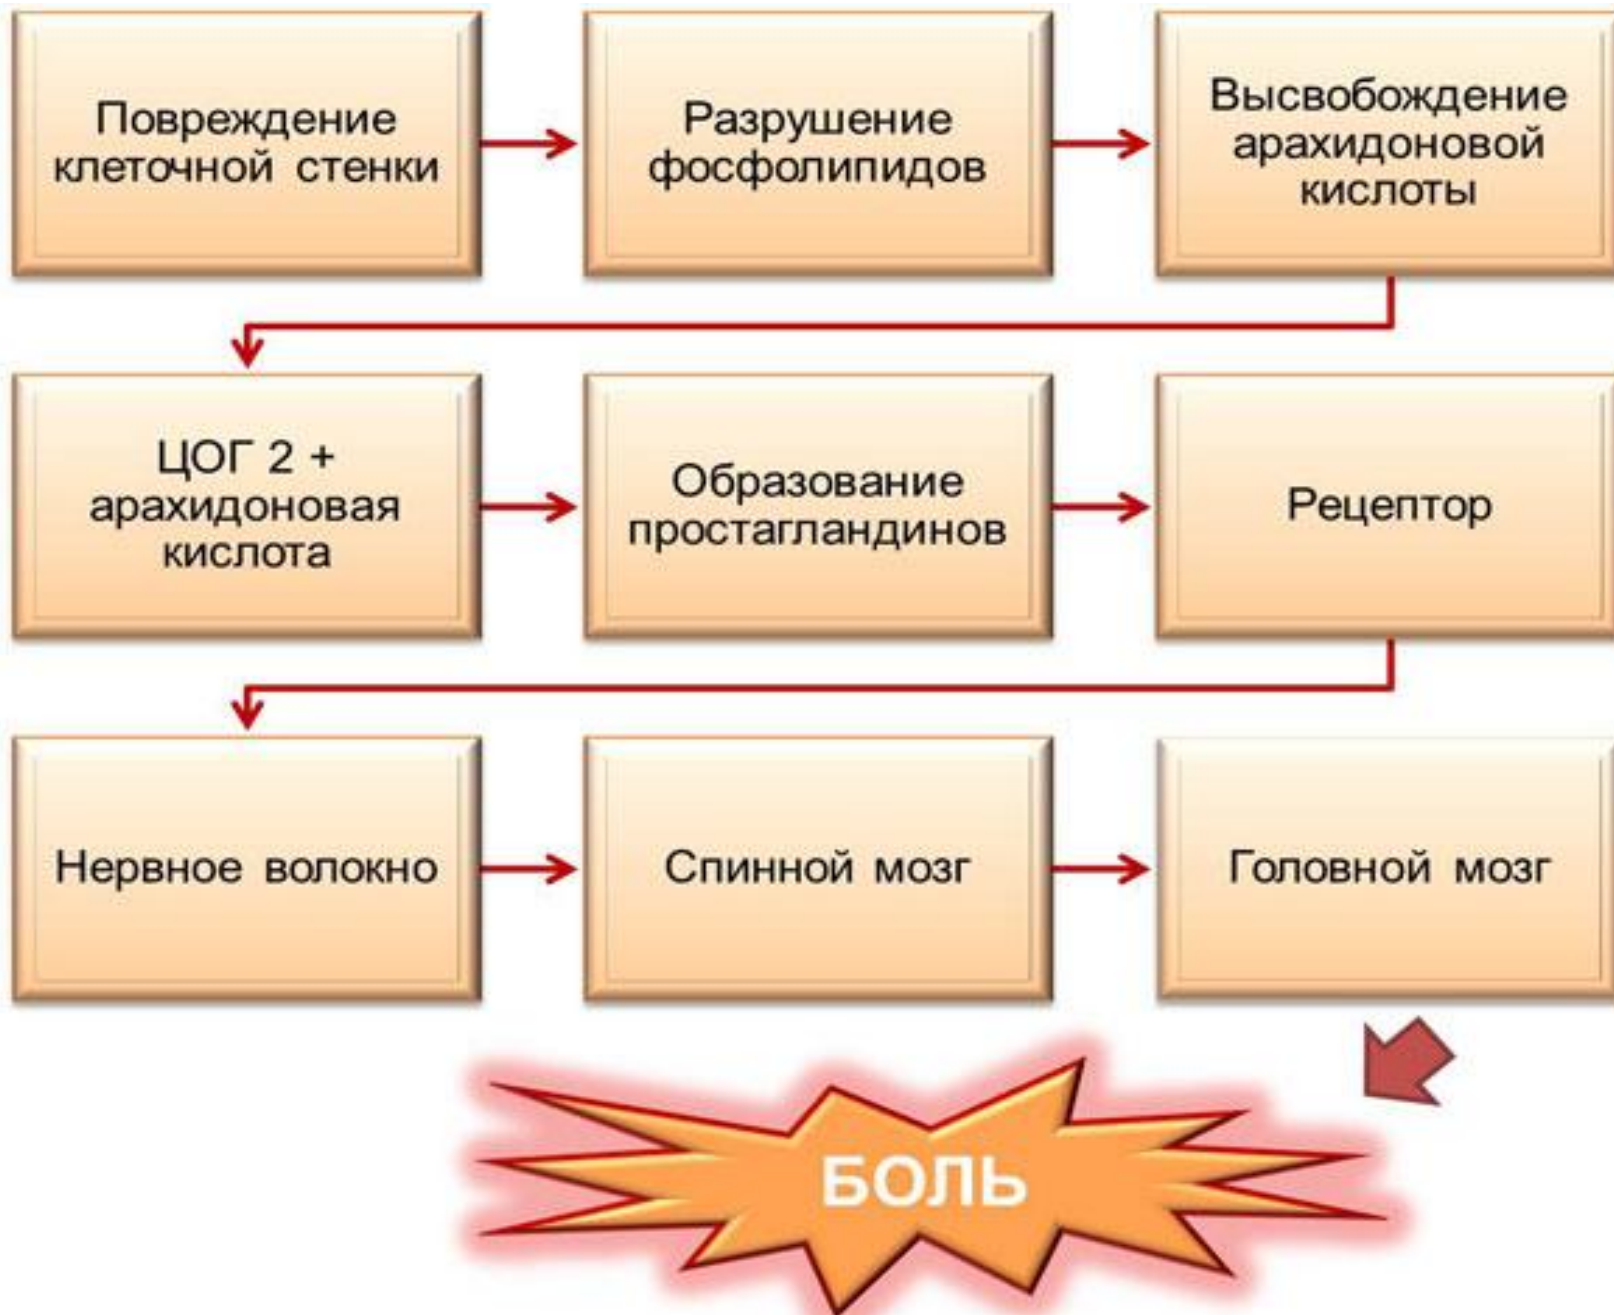 Повреждение
клеточной стенки
Разрушение
фосфолипидов
Высвобождение
арахидоновой
кислоты
ЦОГ 2 +
арахидоновая
кислота
Образование
простагландинов
Рецептор
Нервное волокно
Спинной мозг
Головной мозг
БОЛЬ